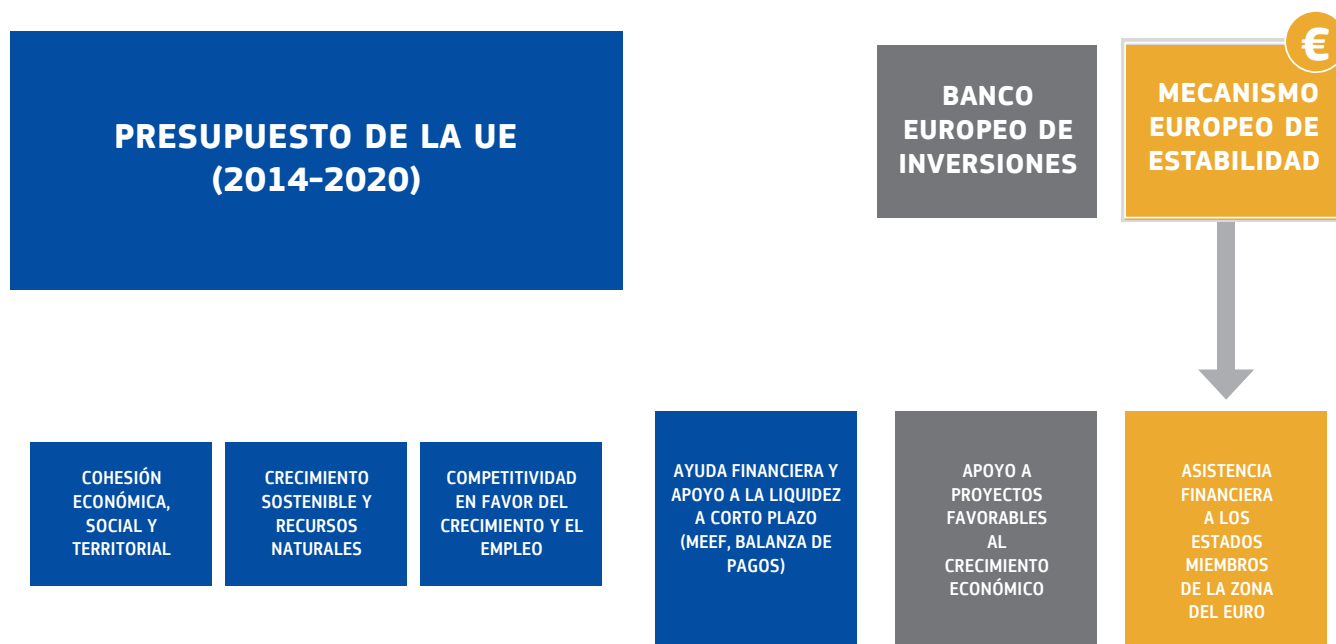 PRESUPUESTO DE LA UE
(2014-2020)
BANCO
EUROPEO DE
INVERSIONES
€
MECANISMO
EUROPEO DE
ESTABILIDAD
COHESIÓN
ECONÓMICA,
SOCIAL Y
TERRITORIAL
CRECIMIENTO
SOSTENIBLE Y
RECURSOS
NATURALES
COMPETITIVIDAD
EN FAVOR DEL
CRECIMIENTO Y EL
EMPLEO
AYUDA FINANCIERA Y
APOYO A LA LIQUIDEZ
A CORTO PLAZO
(MEEF, BALANZA DE
PAGOS)
APOYO A
PROYECTOS
FAVORABLES
AL
CRECIMIENTO
ECONÓMICO
ASISTENCIA
FINANCIERA
A LOS
ESTADOS
MIEMBROS
DE LA ZONA
DEL EURO